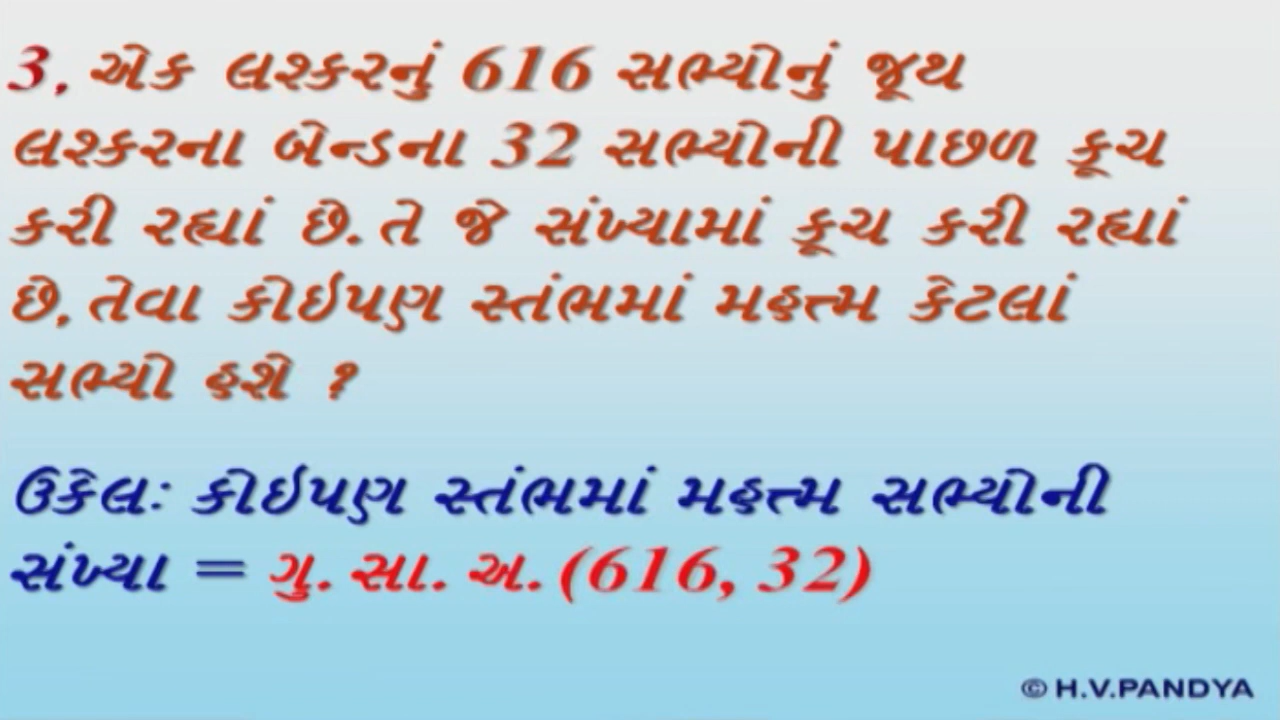 3, એક લશ્કરનું 616 સભ્યોનું જૂથ
લશ્કરના બેન્ડના 32 સભ્યોની પાછળ કૂચ
કરી રહ્યાં છે. તે જે સંખ્યામાં કૂચ કરી રહ્યાં
છે, તેવા કોઈપણ સ્તંભમાં મહત્તમ કેટલાં
સભ્યો હશે ?
ઉકેલઃ કોઈપણ સ્તંભમાં મહત્તમ સભ્યોની
સંખ્યા = ગુ. સા. અ. (616, 32)
© H.V.PANDYA